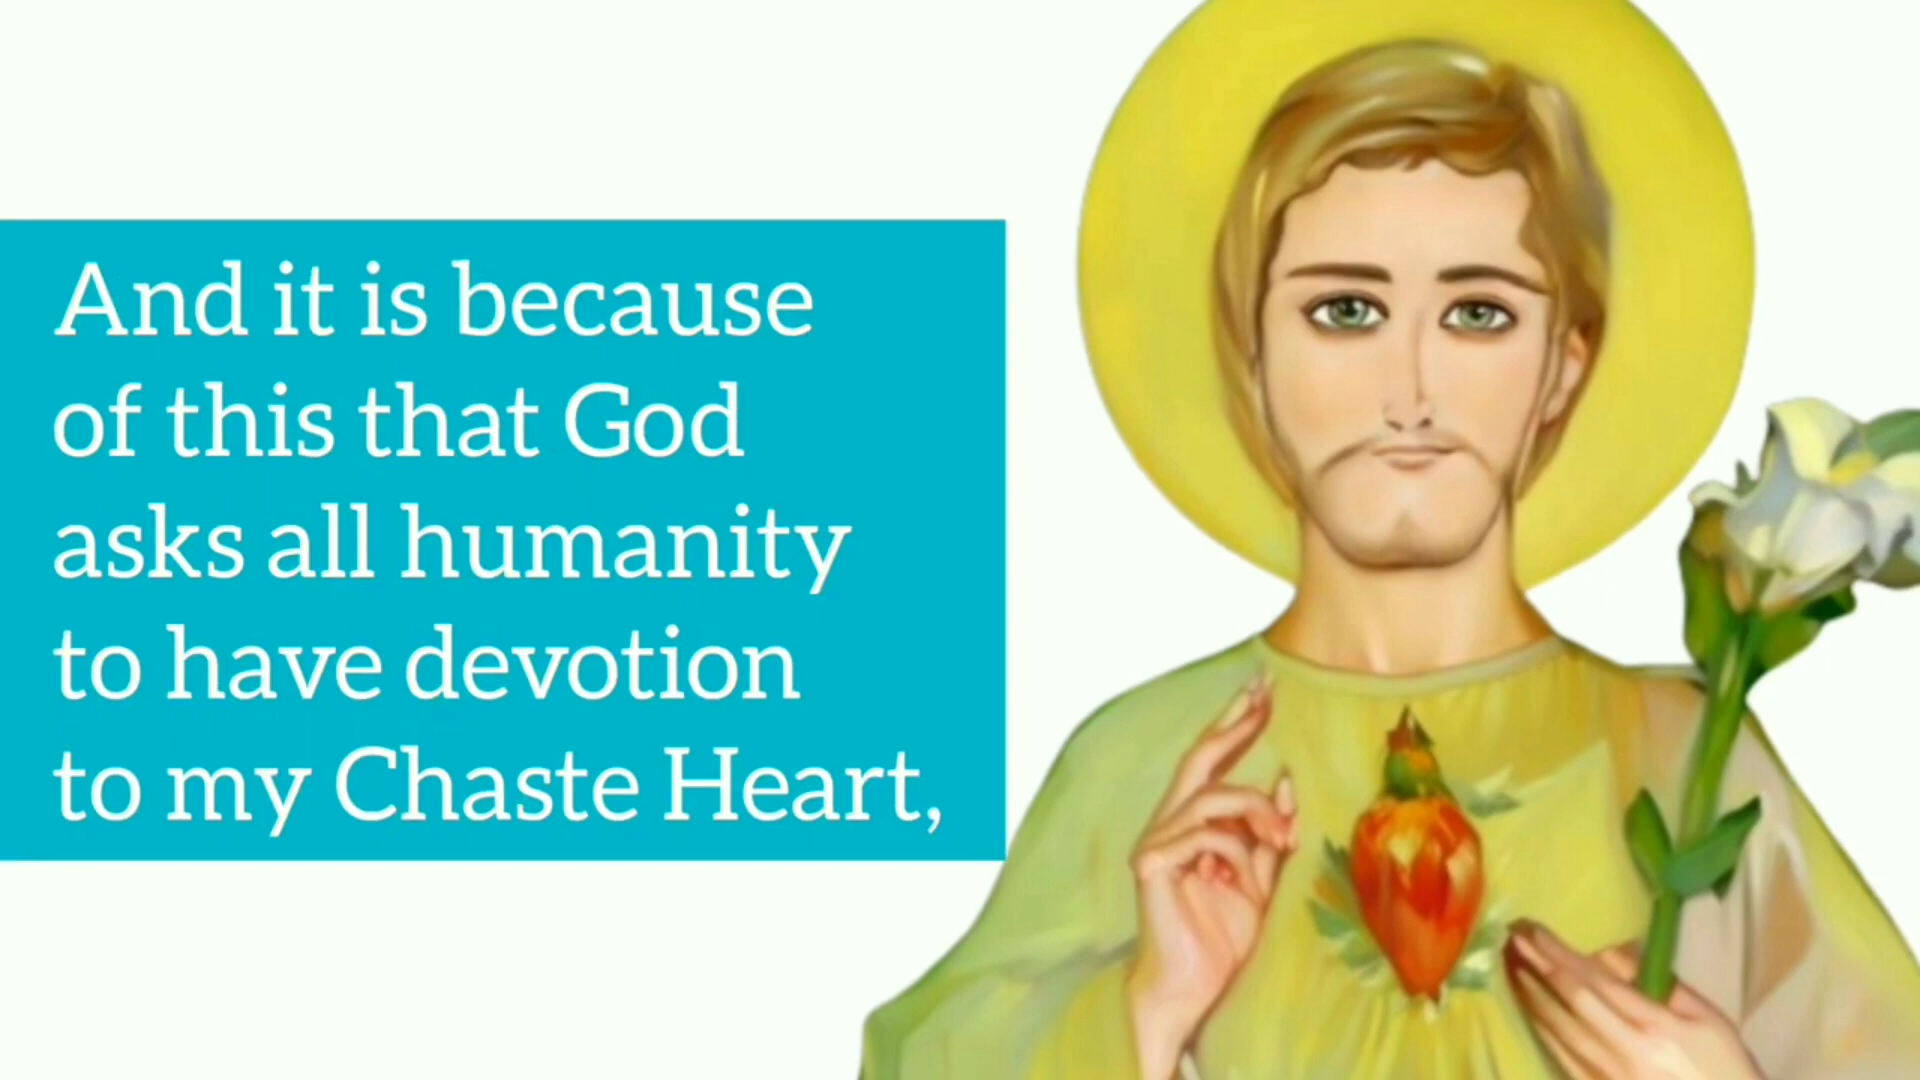 And it is because
of this that God
asks all humanity
to have devotion
to my Chaste Heart,